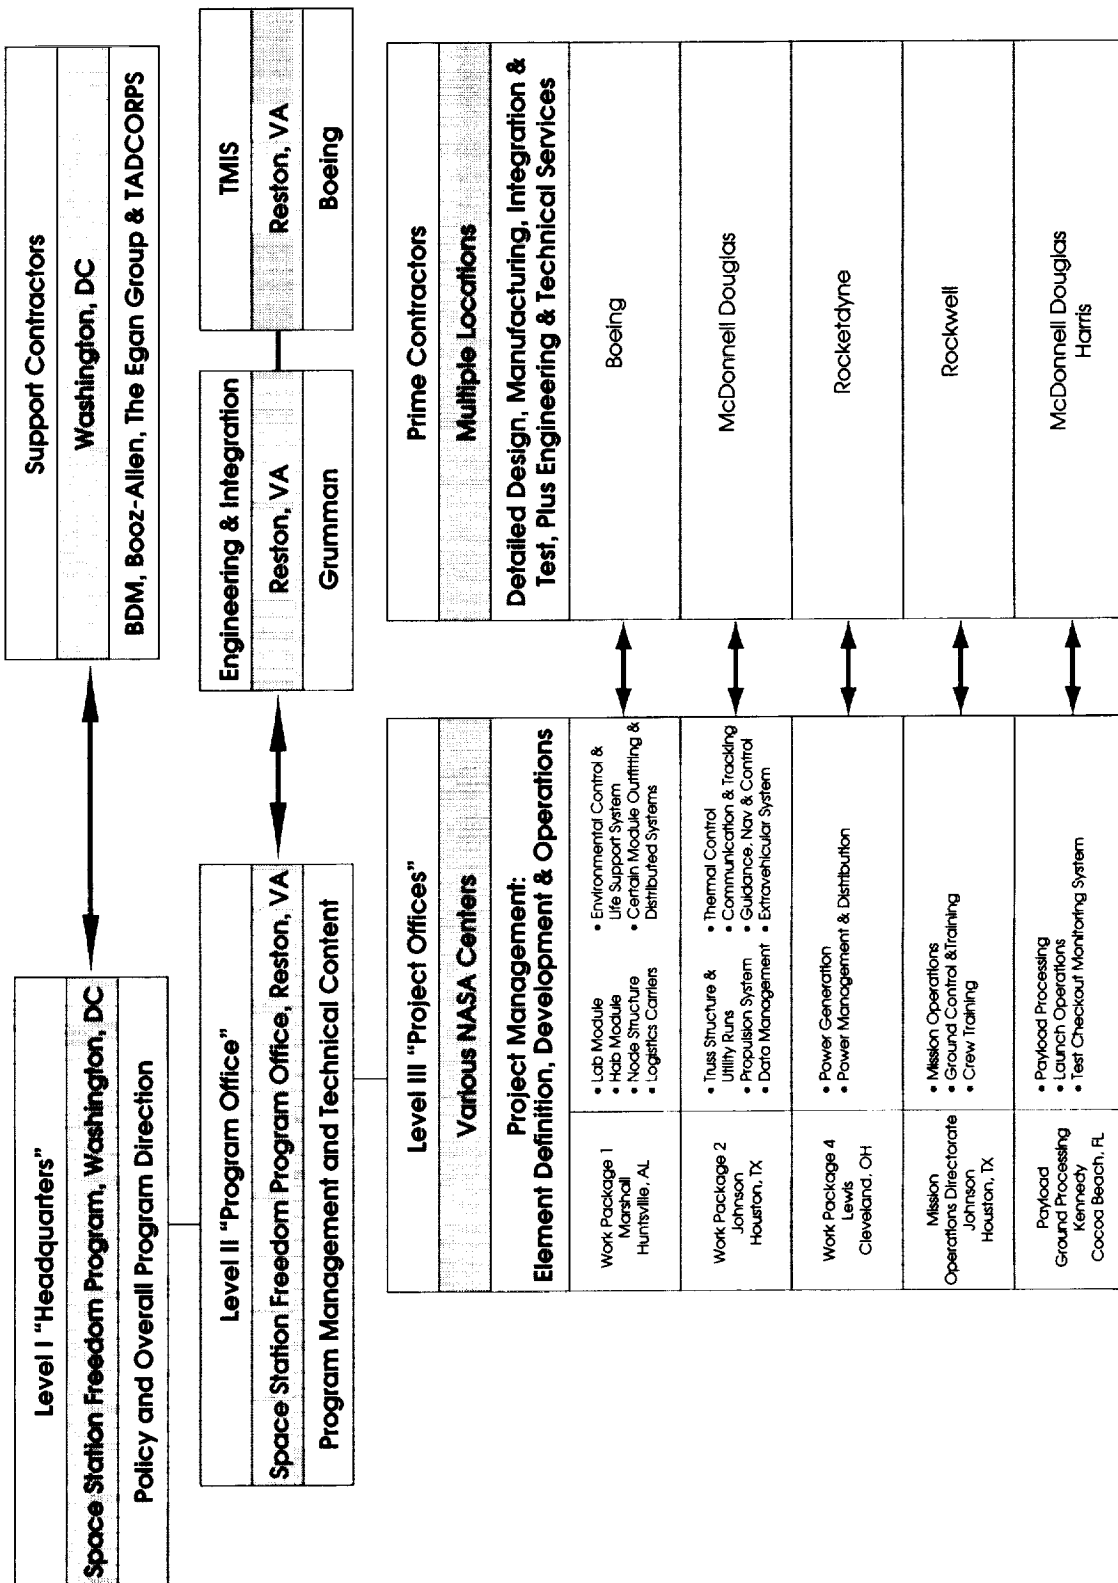 Level I "Headquarters"
Space Station Freedom Program, Washington, DC
Policy and Overall Program Direction
Support Contractors
Washington, DC
BDM, Booz-Allen, The Egan Group & TADCORPS
Level II "Program Office"
Space Station Freedom Program Office, Reston, VA
Program Management and Technical Content
Engineering & Integration
Reston, VA
Grumman
TMIS
Reston, VA
Boeing
Level III "Project Offices"
Various NASA Centers
Project Management:
Element Definition, Development & Operations
Prime Contractors
Multiple Locations
Detailed Design, Manufacturing, Integration &
Test, Plus Engineering & Technical Services
Work Package 1
Marshall
Huntsville, AL
• Lab Module
• Hab Module
• Node Structure
• Logistics Carriers
• Environmental Control &
Life Support System
• Certain Module Outfitting &
Distributed Systems
Boeing
Work Package 2
Johnson
Houston, TX
• Truss Structure &
Utility Runs
• Propulsion System
• Data Management
• Thermal Control
• Communication & Tracking
• Guidance, Nav & Control
• Extravehicular System
McDonnell Douglas
Work Package 4
Lewis
Cleveland, OH
• Power Generation
• Power Management & Distribution
Rocketdyne
Mission
Operations Directorate
Johnson
Houston, TX
• Mission Operations
• Ground Control &Training
• Crew Training
Rockwell
Payload
Ground Processing
Kennedy
Cocoa Beach, FL
• Payload Processing
• Launch Operations
• Test Checkout Monitoring System
McDonnell Douglas
Harris